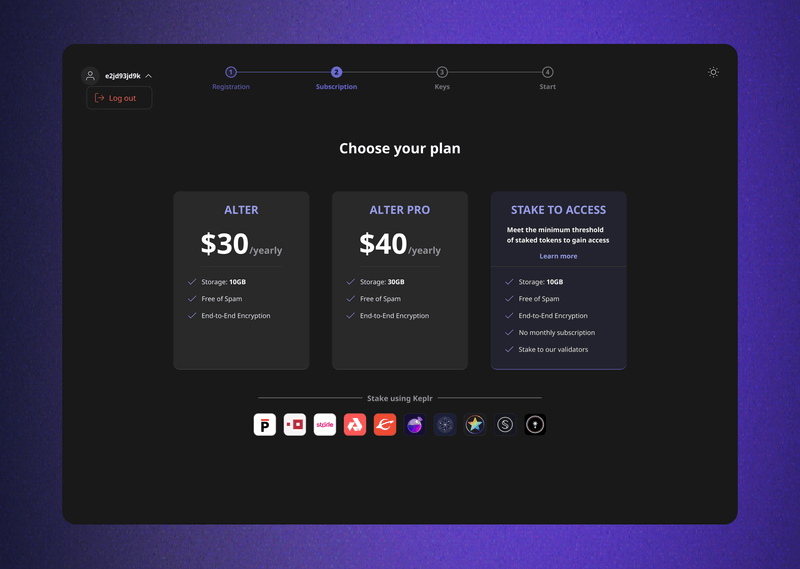 e2jd93jd9k
Log out
1
2
3
4
Registration
Subscription
Keys
Start
Choose your plan
ALTER
$30/yearly
Storage: 10GB
Free of Spam
End-to-End Encryption
ALTER PRO
$40/yearly
Storage: 30GB
Free of Spam
End-to-End Encryption
STAKE TO ACCESS
Meet the minimum threshold
of staked tokens to gain access
Learn more
Storage: 10GB
Free of Spam
End-to-End Encryption
No monthly subscription
Stake to our validators
Stake using Keplr
stride